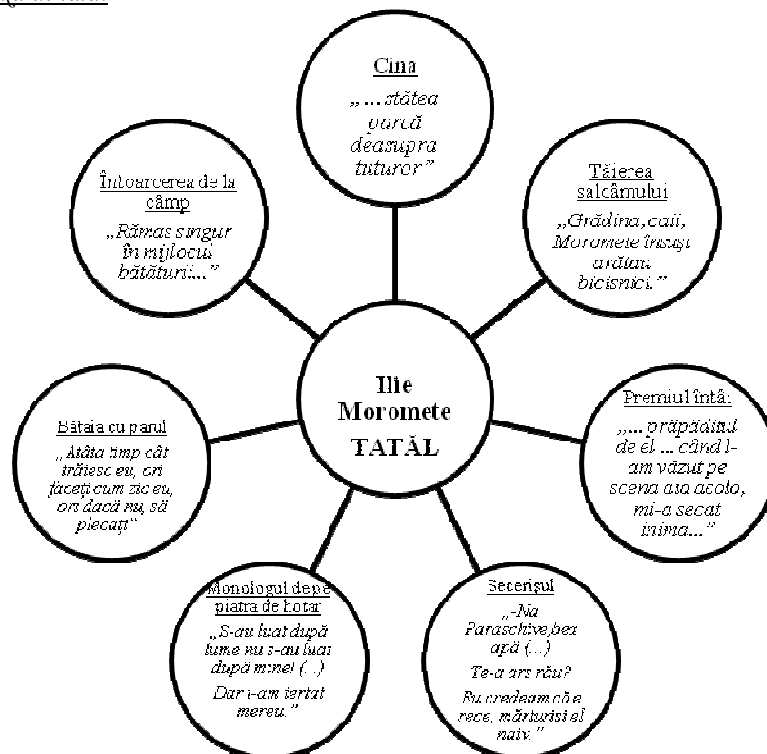 Cina
„ ... stătea
parcă
deasupra
tuturor”
Întoarcerea de la
câmp
„Rămas singur
în mijlocul
bătăturii...”
Tăierea
salcâmului
„Grădina, caii,
Moromete însuși
arătau
bicisnici.”
Ilie
Moromete
TATĂL
Bătaia cu parul
„Atâta timp cât
trăiesc eu, ori
faceți cum zic eu,
ori dacă nu, să
plecați“
Premiul întâi
„... prăpăditul
de el ... când l-
am văzut pe
scena aia acolo,
mi-a secat
inima...”
Monologul de pe
piatra de hotar
„S-au luat după
lume nu s-au luat
după mine! (...)
Dar i-am iertat
mereu.”
Secerișul
„-Na
Paraschive,bea
apă (...)
Te-a ars rău?
Eu credeam că e
rece, mărturisi el
naiv.”